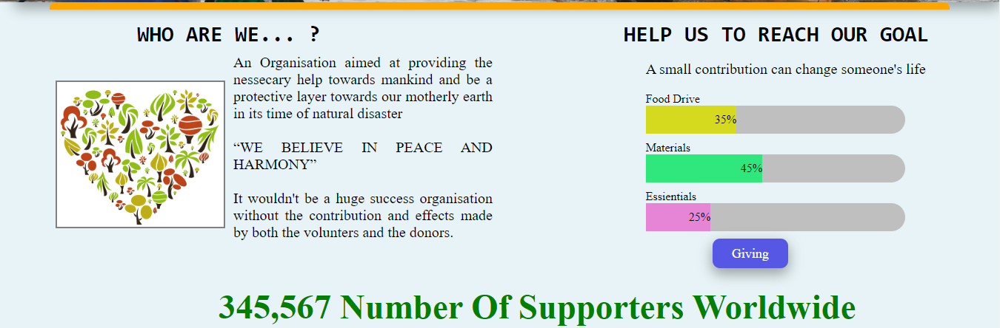 WHO ARE WE... ?
An Organisation aimed at providing the
nessecary help towards mankind and be a
protective layer towards our motherly earth
in its time of natural disaster
“WE BELIEVE IN PEACE AND
HARMONY”
It wouldn't be a huge success organisation
without the contribution and effects made
by both the volunters and the donors.
HELP US TO REACH OUR GOAL
A small contribution can change someone's life
Food Drive
35%
Materials
45%
Essientials
25%
Giving
345,567 Number Of Supporters Worldwide